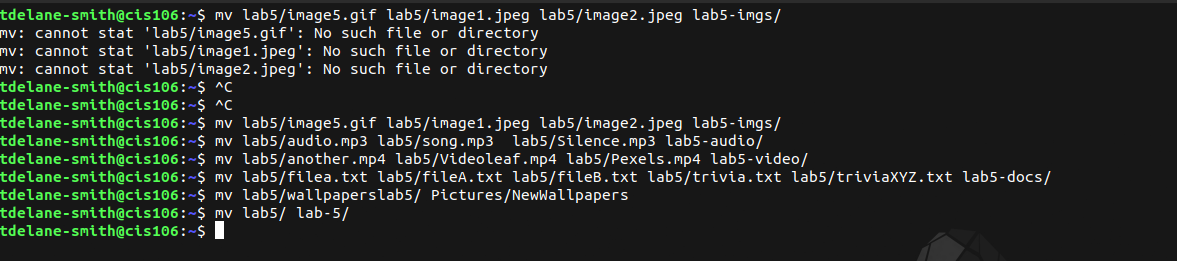 tdelane-smith@cis106:~$ mv lab5/image5.gif lab5/image1.jpeg lab5/image2.jpeg lab5-imgs/
mv: cannot stat 'lab5/image5.gif': No such file or directory
mv: cannot stat 'lab5/image1.jpeg': No such file or directory
mv: cannot stat 'lab5/image2.jpeg': No such file or directory
tdelane-smith@cis106:~$ ^C
tdelane-smith@cis106:~$ ^C
tdelane-smith@cis106:~$ mv lab5/image5.gif lab5/image1.jpeg lab5/image2.jpeg lab5-imgs/
tdelane-smith@cis106:~$ mv lab5/audio.mp3 lab5/song.mp3  lab5/Silence.mp3 lab5-audio/
tdelane-smith@cis106:~$ mv lab5/another.mp4 lab5/Videoleaf.mp4 lab5/Pexels.mp4 lab5-video/
tdelane-smith@cis106:~$ mv lab5/filea.txt lab5/fileA.txt lab5/fileB.txt lab5/trivia.txt lab5/triviaXYZ.txt lab5-docs/
tdelane-smith@cis106:~$ mv lab5/wallpaperslab5/ Pictures/NewWallpapers
tdelane-smith@cis106:~$ mv lab5/ lab-5/
tdelane-smith@cis106:~$